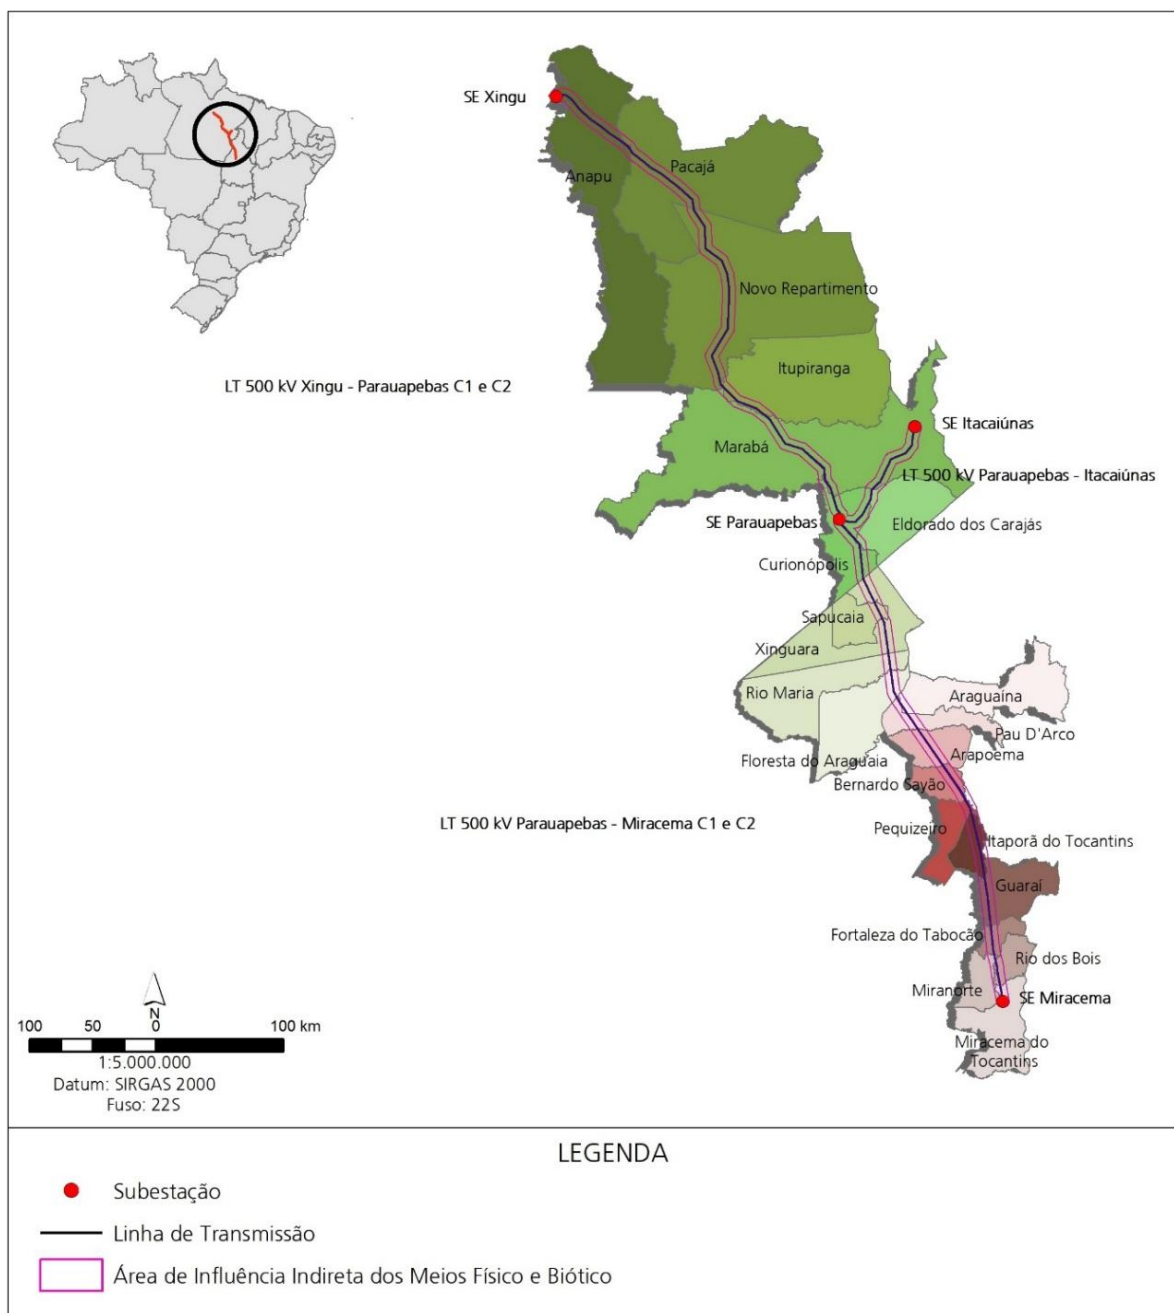 SE Xingu
Pacajá
Anapu
Novo Repartimento
Itupiranga
LT 500 kV Xingu - Parauapebas C1 e C2
SE Itacaiúnas
Marabá
LT 500 kV Parauapebas - Itacaiúnas
SE Parauapebas
Eldorado dos Carajás
Curionópolis
Sapucaia
Xinguara
Rio Maria
Araguaína
Pau D'Arco
Arapoema
Floresta do Araguaia
Bernardo Sayão
LT 500 kV Parauapebas - Miracema C1 e C2
Pequizeiro
Itaporã do Tocantins
Guaraí
Fortaleza do Tabocão
Rio dos Bois
Miranorte
SE Miracema
Miracema do
Tocantins
N
100 50 0 100 km
1:5.000.000
Datum: SIRGAS 2000
Fuso: 22S
LEGENDA
Subestação
Linha de Transmissão
Área de Influência Indireta dos Meios Físico e Biótico